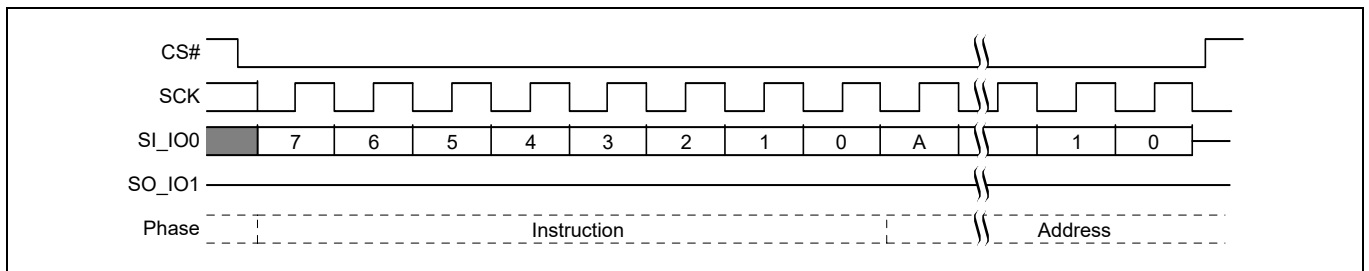 CS#
SCK
SI_IO0 7 6 5 4 3 2 1 0 A 1 0
SO_IO1
Phase Instruction Address